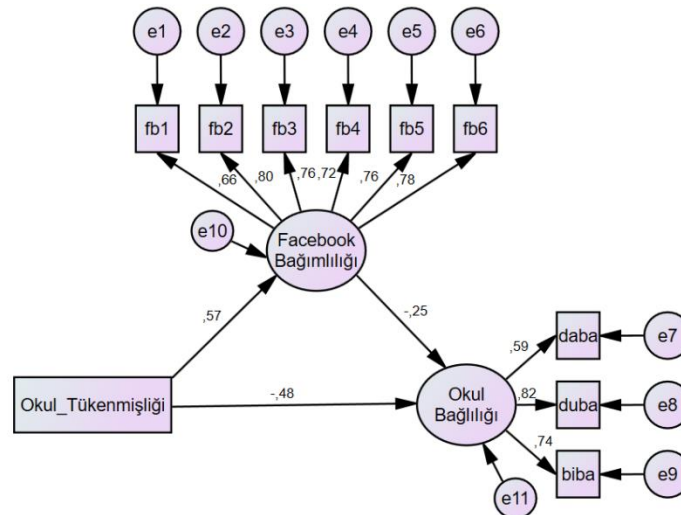 e1
e2
e3
e4
e5
e6
fb1
fb2
fb3
fb4
fb5
fb6
,66
,80
,76
,72
,76
,78
e10
Facebook
Bağımlılığı
,57
-,25
daba
e7
,59
Okul_Tükenmişliği
-,48
Okul
Bağlılığı
,82
duba
e8
,74
biba
e9
e11